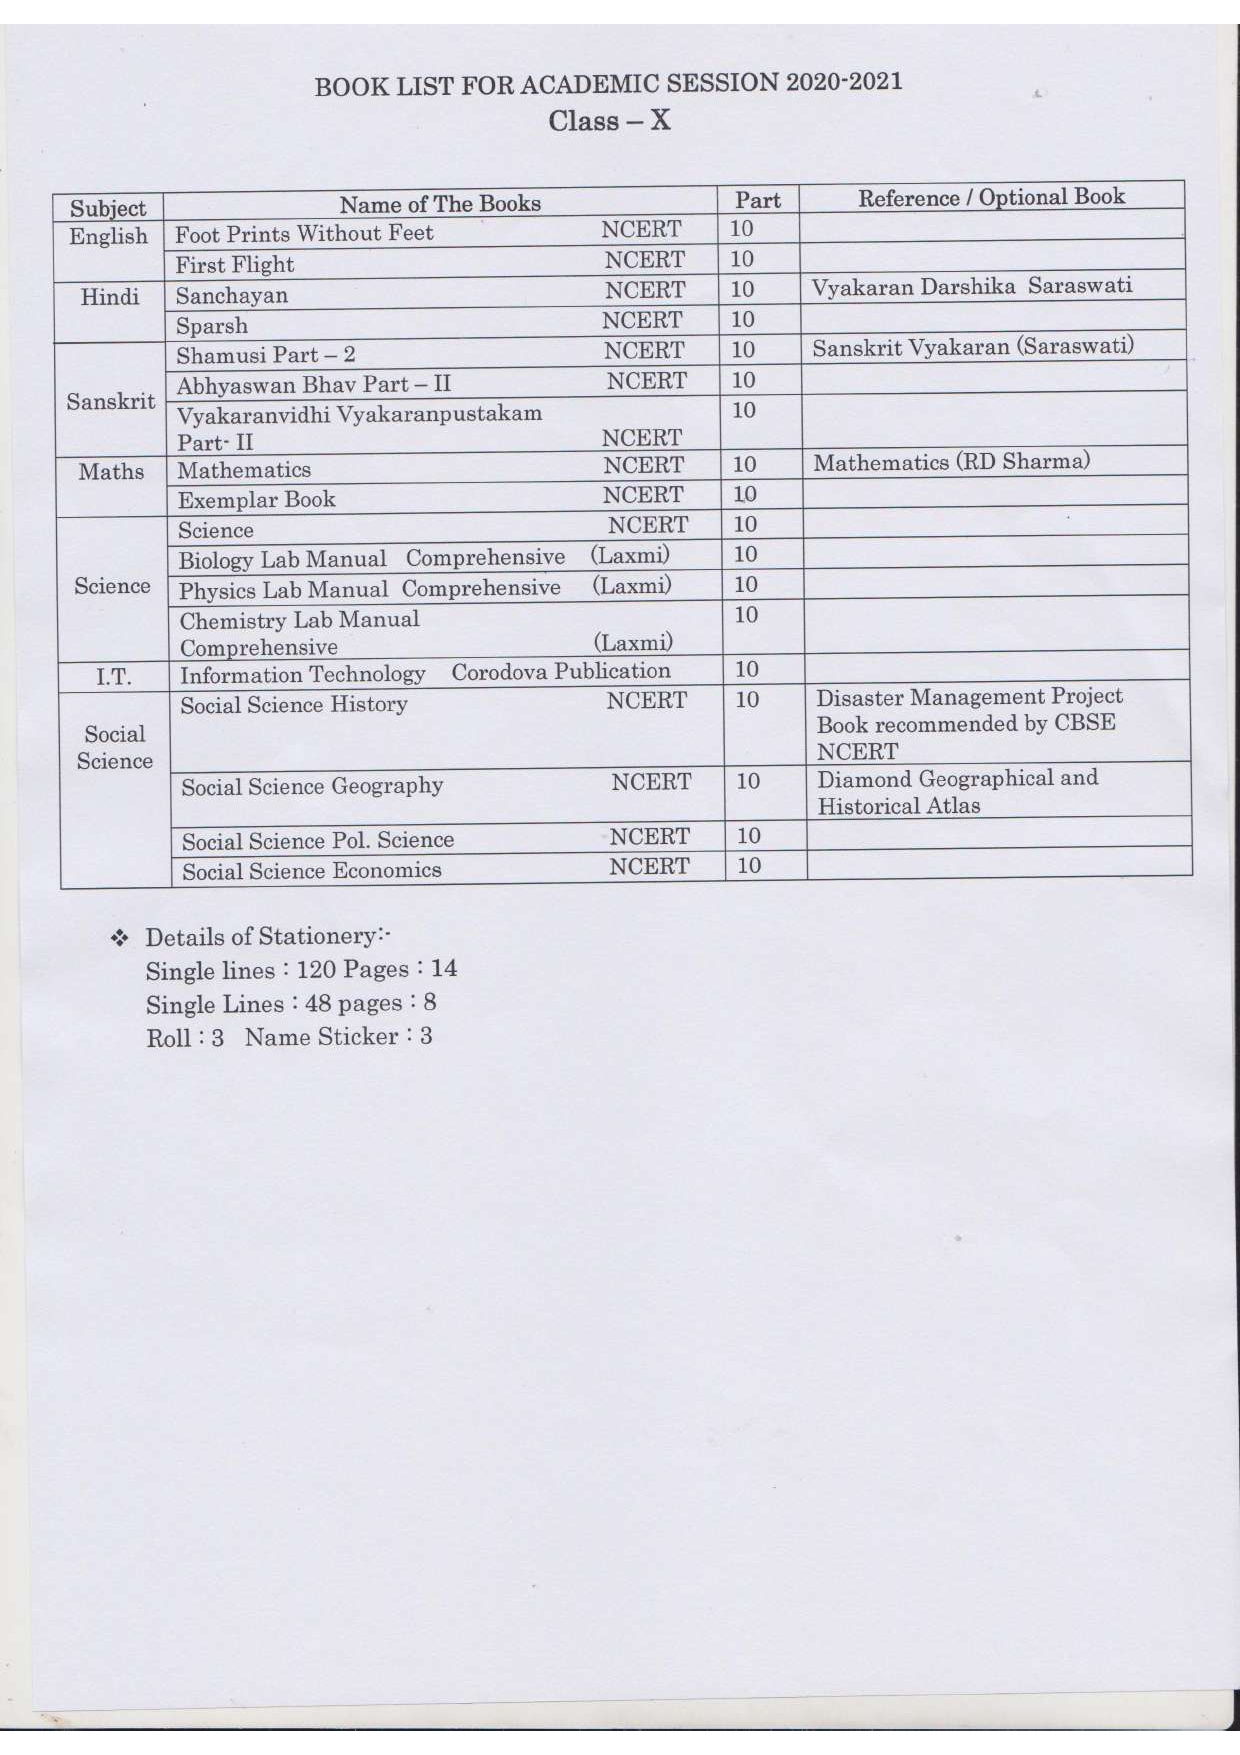 BOOK LIST FOR ACADEMIC SESSION 2020-2021
Class – X
Subject Name of The Books Part Reference / Optional Book
English Foot Prints Without Feet NCERT 10
First Flight NCERT 10
Hindi Sanchayan NCERT 10 Vyakaran Darshika Saraswati
Sparsh NCERT 10
Sanskrit Shamusi Part – 2 NCERT 10 Sanskrit Vyakaran (Saraswati)
Abhyaswan Bhav Part – II NCERT 10
Vyakaranvidhi Vyakaranpustakam 10
Part- II NCERT
Maths Mathematics NCERT 10 Mathematics (RD Sharma)
Exemplar Book NCERT 10
Science Science NCERT 10
Biology Lab Manual Comprehensive (Laxmi) 10
Physics Lab Manual Comprehensive (Laxmi) 10
Chemistry Lab Manual 10
Comprehensive (Laxmi)
I.T. Information Technology Corodova Publication 10
Social Science Social Science History NCERT 10 Disaster Management Project
Book recommended by CBSE
NCERT
Social Science Geography NCERT 10 Diamond Geographical and
Historical Atlas
Social Science Pol. Science NCERT 10
Social Science Economics NCERT 10
❖ Details of Stationery:-
Single lines : 120 Pages : 14
Single Lines : 48 pages : 8
Roll : 3 Name Sticker : 3